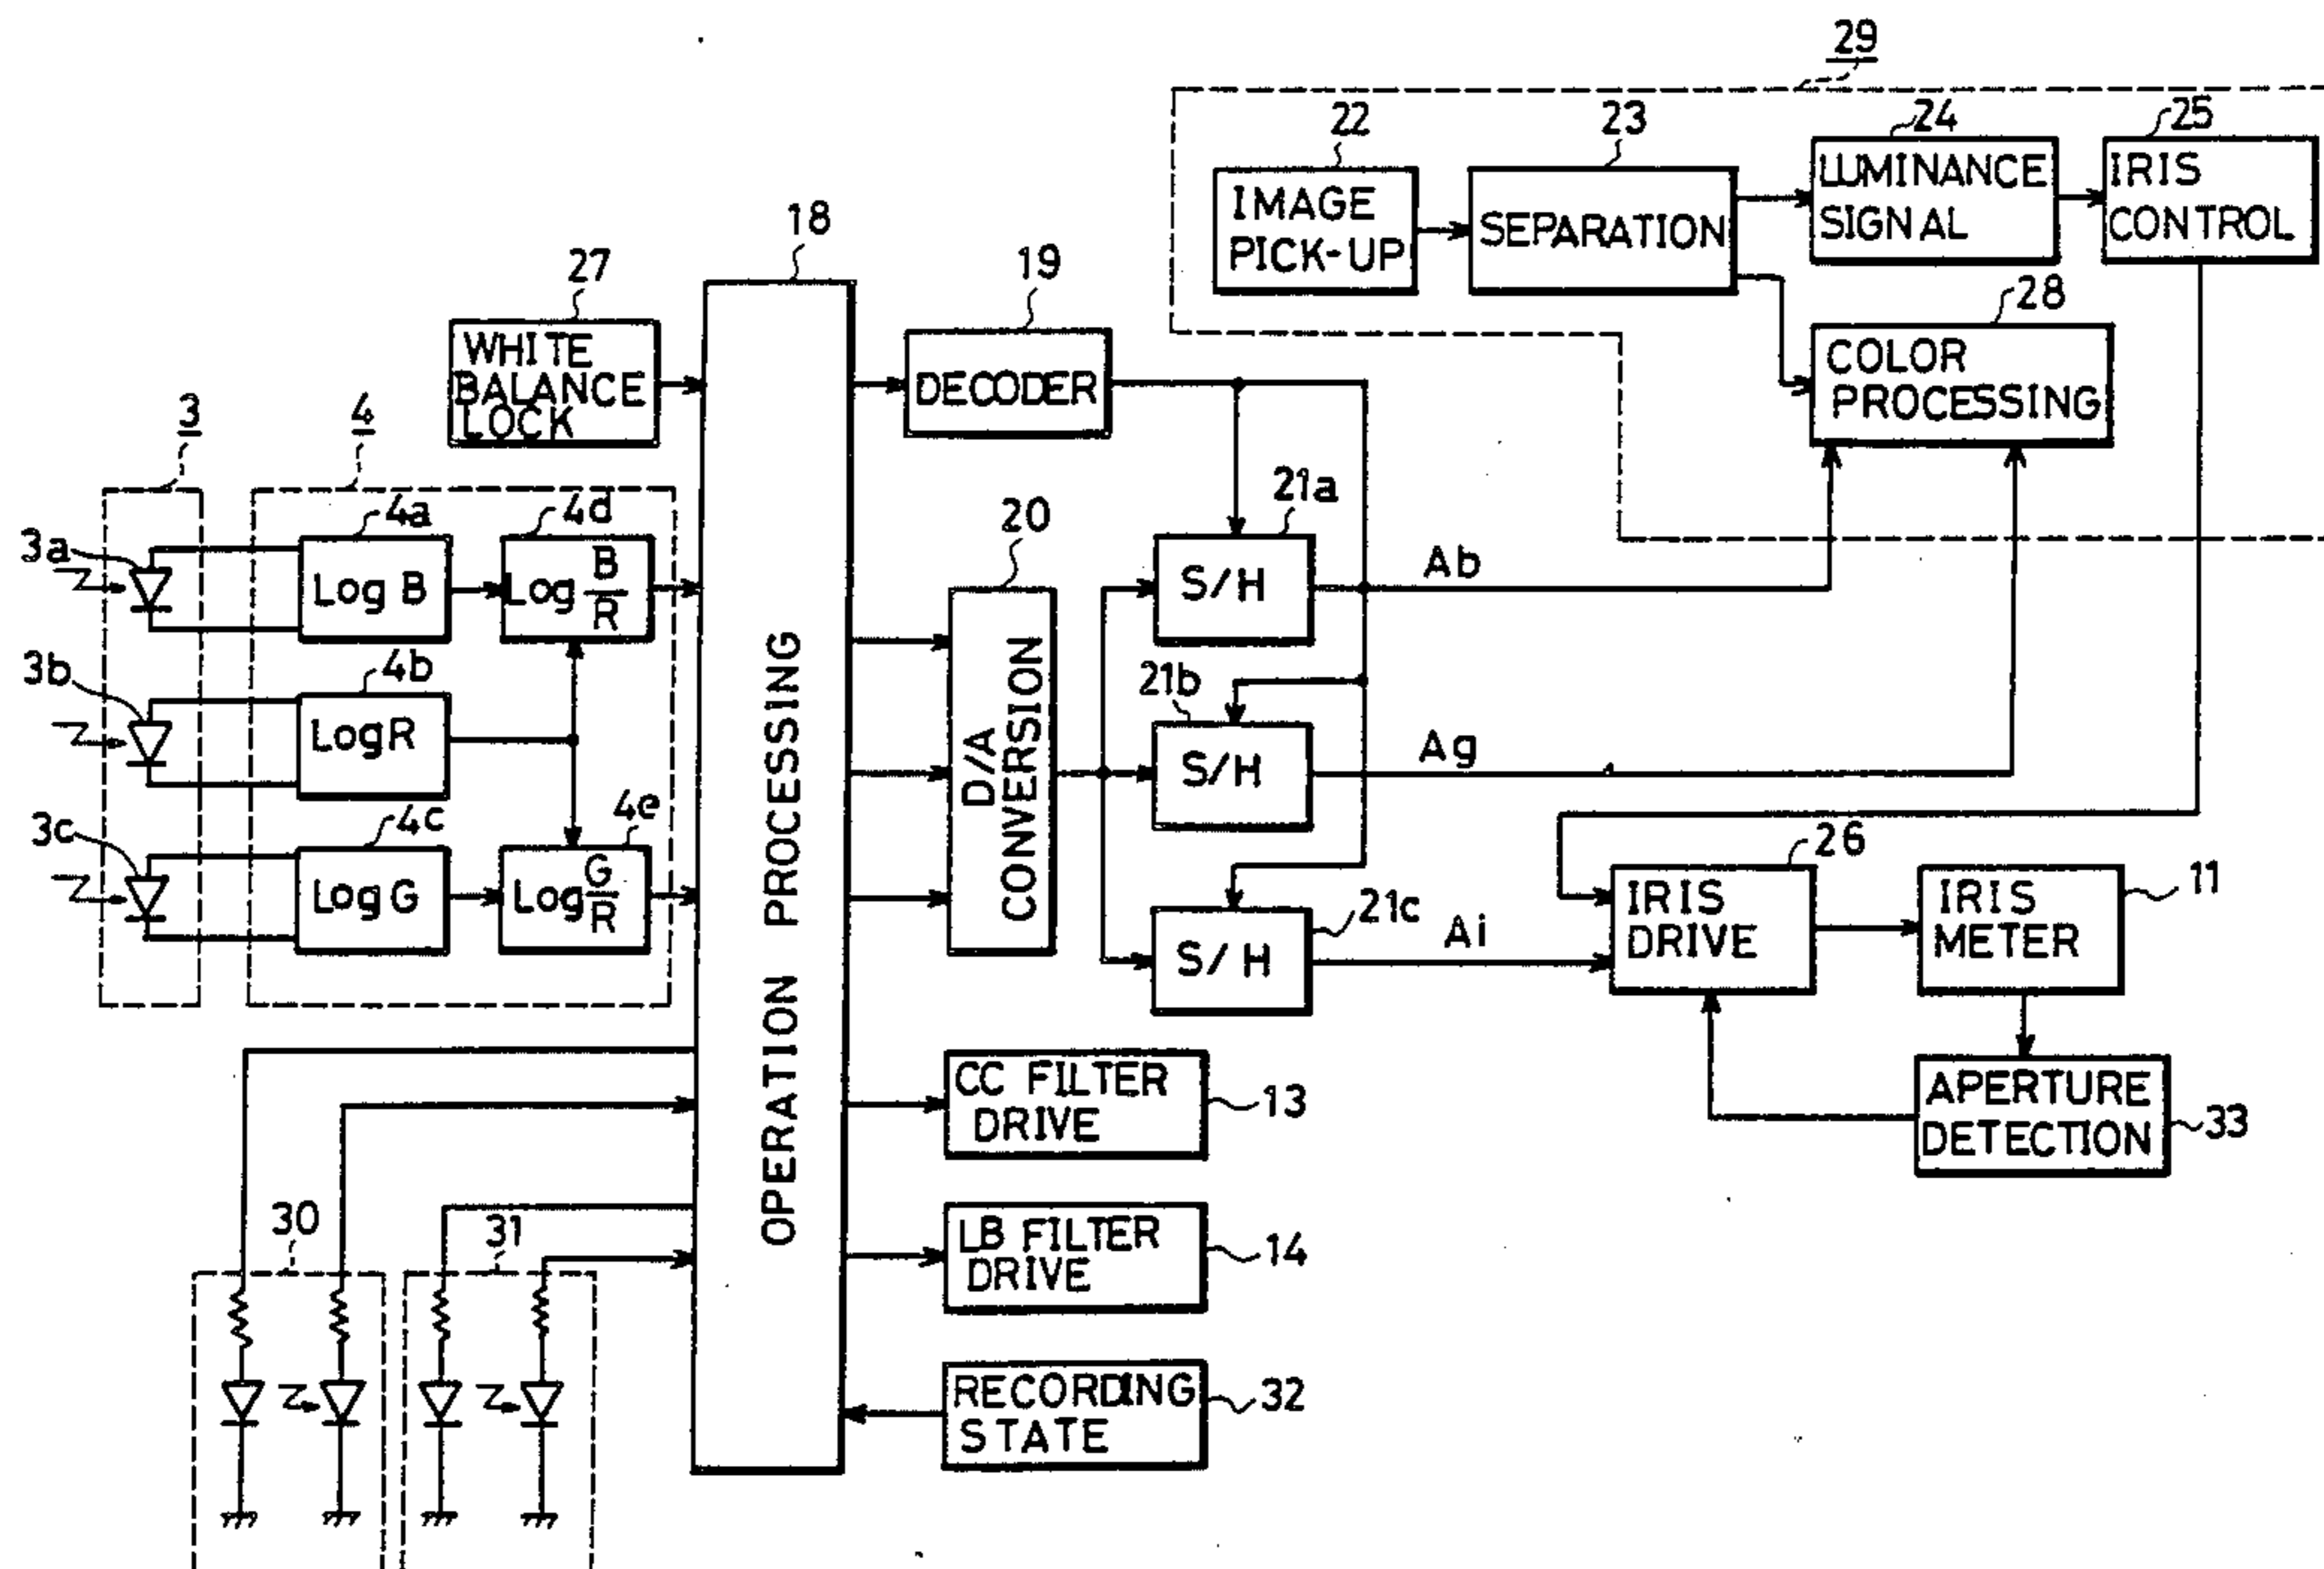 29
22
23
24
25
IMAGE
PICK-UP
SEPARATION
LUMINANCE
SIGNAL
IRIS
CONTROL
28
COLOR
PROCESSING
18
27
19
WHITE
BALANCE
LOCK
DECODER
3
4
4a
4d
3a
Log B
Log B/R
20
21a
S/H
Ab
3b
4b
Log R
OPERATION PROCESSING
D/A
CONVERSION
21b
S/H
Ag
3c
4c
4e
Log G
Log G/R
21c
S/H
Ai
26
IRIS
DRIVE
IRIS
METER
11
CC FILTER
DRIVE
13
APERTURE
DETECTION
33
30
31
LB FILTER
DRIVE
14
RECORDING
STATE
32